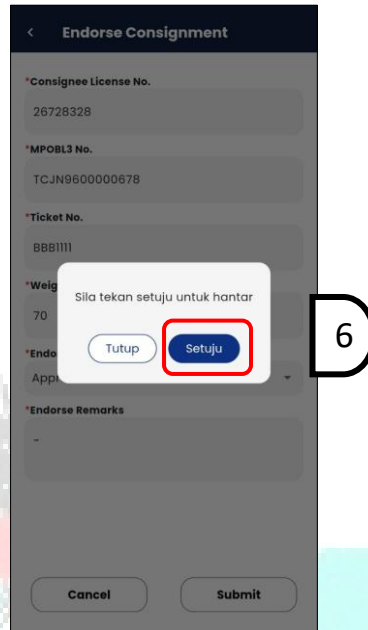 < Endorse Consignment
*Consignee License No.
26728328
*MPOBL3 No.
TCJN9600000678
*Ticket No.
BBB1111
*Weig
Sila tekan setuju untuk hantar
70
Tutup Setuju
6
*Endo
App
*Endorse Remarks
-
Cancel Submit